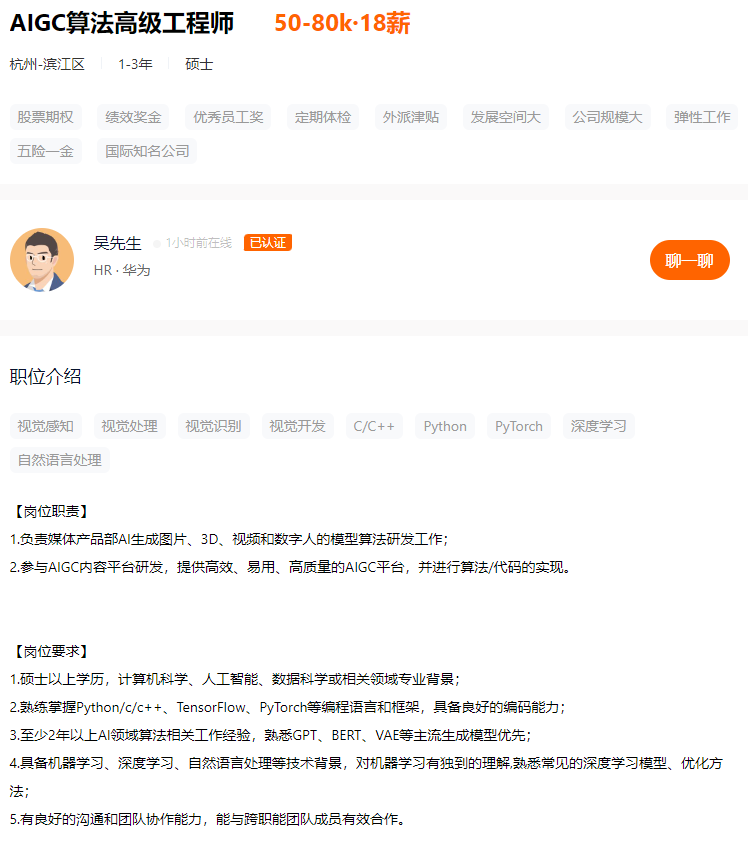 AIGC算法高级工程师 50-80k·18薪
杭州-滨江区 1-3年 硕士
股票期权 绩效奖金 优秀员工奖 定期体检 外派津贴 发展空间大 公司规模大 弹性工作
五险一金 国际知名公司
吴先生 1小时前在线 已认证
HR · 华为
聊一聊
职位介绍
视觉感知 视觉处理 视觉识别 视觉开发 C/C++ Python PyTorch 深度学习
自然语言处理
【岗位职责】
1.负责媒体产品部AI生成图片、3D、视频和数字人的模型算法研发工作；
2.参与AIGC内容平台研发，提供高效、易用、高质量的AIGC平台，并进行算法/代码的实现。
【岗位要求】
1.硕士以上学历，计算机科学、人工智能、数据科学或相关领域专业背景；
2.熟练掌握Python/c/c++、TensorFlow、PyTorch等编程语言和框架，具备良好的编码能力；
3.至少2年以上AI领域算法相关工作经验，熟悉GPT、BERT、VAE等主流生成模型优先；
4.具备机器学习、深度学习、自然语言处理等技术背景，对机器学习有独到的理解,熟悉常见的深度学习模型、优化方
法；
5.有良好的沟通和团队协作能力，能与跨职能团队成员有效合作。